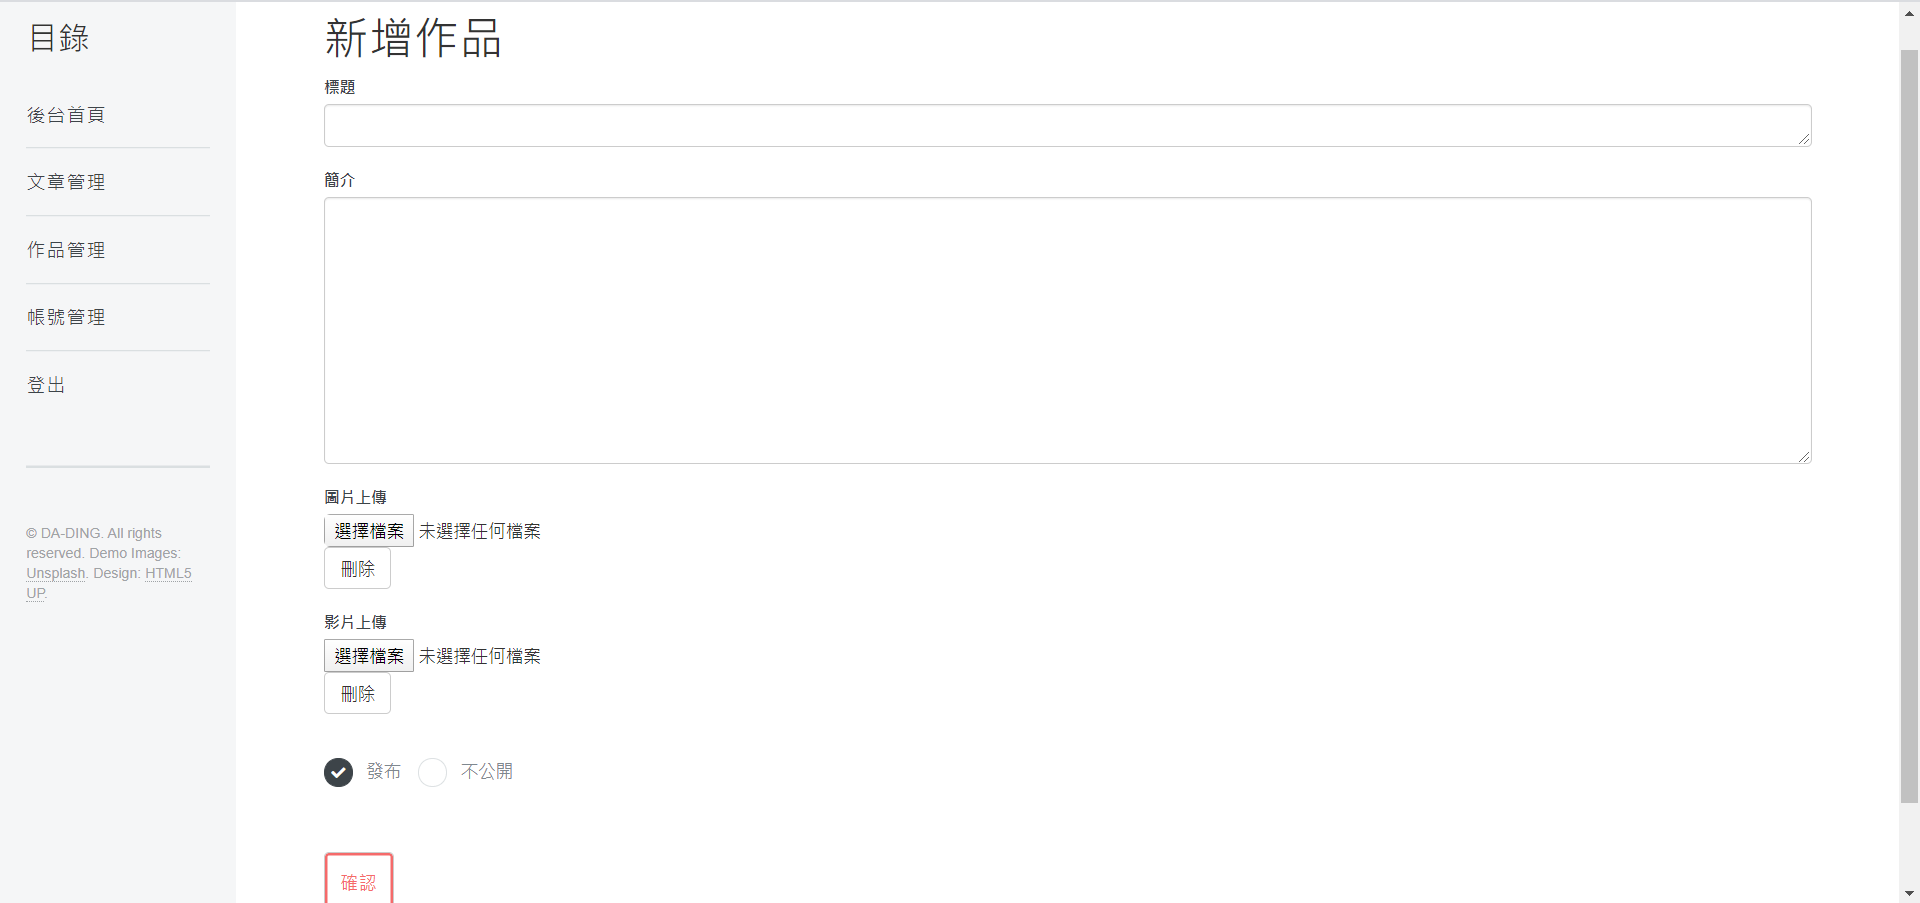 目錄
後台首頁
文章管理
作品管理
帳號管理
登出
© DA-DING. All rights
reserved. Demo Images:
Unsplash. Design: HTML5
UP.
新增作品
標題
簡介
圖片上傳
選擇檔案 未選擇任何檔案
刪除
影片上傳
選擇檔案 未選擇任何檔案
刪除
發布 不公開
確認